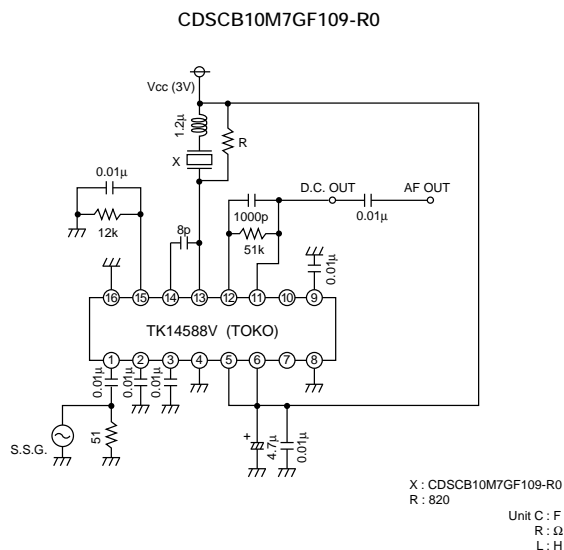 CDSCB10M7GF109-R0
Vcc (3V)
1.2μ
R
X
0.01μ
12k
8p
1000p
51k
D.C. OUT
0.01μ
AF OUT
0.01μ
16 15 14 13 12 11 10 9
TK14588V (TOKO)
1 2 3 4 5 6 7 8
0.01μ
0.01μ
0.01μ
S.S.G.
51
+
4.7μ
0.01μ
X : CDSCB10M7GF109-R0
R : 820
Unit C : F
R : Ω
L : H